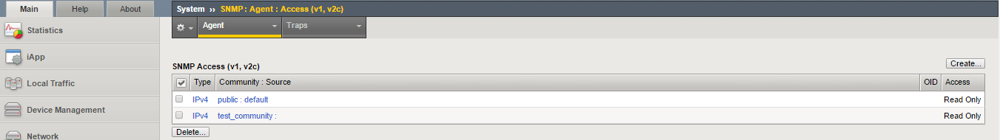 Main Help About System ›› SNMP : Agent : Access (v1, v2c)
Agent Traps
Statistics
iApp
Local Traffic
Device Management
Network
SNMP Access (v1, v2c) Create...
Type Community : Source OID Access
IPv4 public : default Read Only
IPv4 test_community : Read Only
Delete...